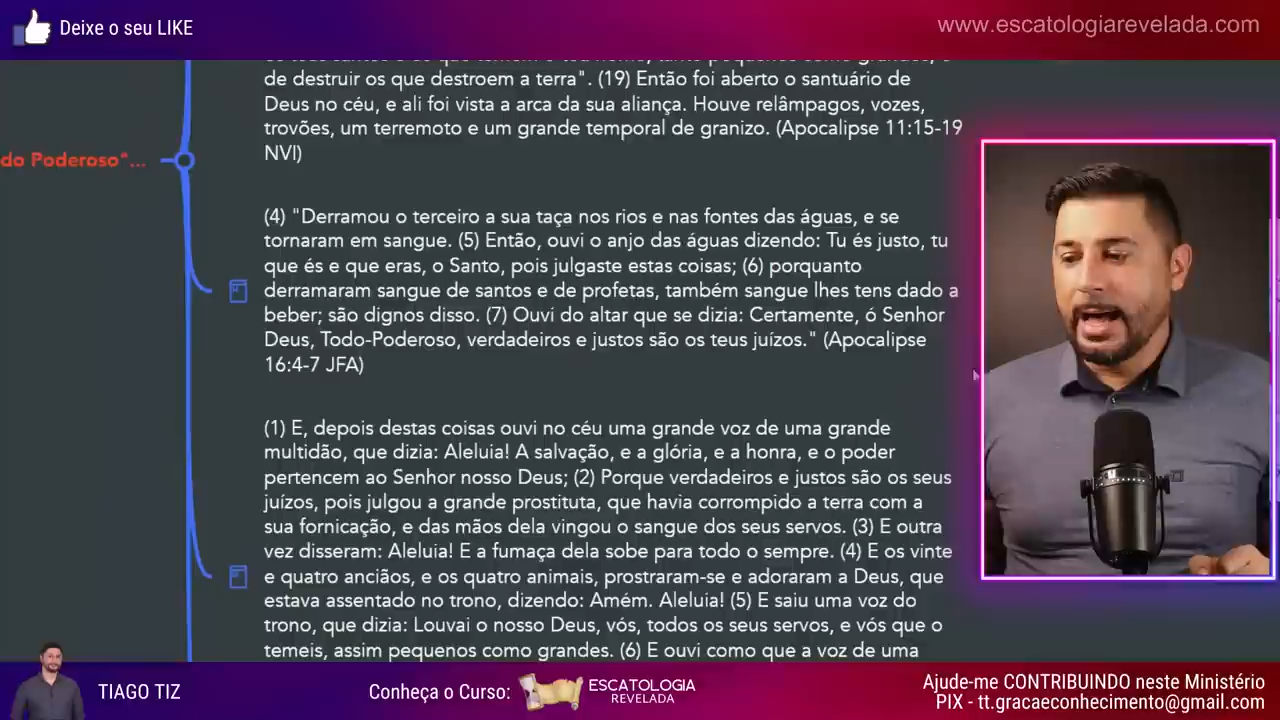 Deixe o seu LIKE
www.escatologiarevelada.com
de destruir os que destroem a terra". (19) Então foi aberto o santuário de
Deus no céu, e ali foi vista a arca da sua aliança. Houve relâmpagos, vozes,
trovões, um terremoto e um grande temporal de granizo. (Apocalipse 11:15-19
NVI)
do Poderoso"...
(4) "Derramou o terceiro a sua taça nos rios e nas fontes das águas, e se
tornaram em sangue. (5) Então, ouvi o anjo das águas dizendo: Tu és justo, tu
que és e que eras, o Santo, pois julgaste estas coisas; (6) porquanto
derramaram sangue de santos e de profetas, também sangue lhes tens dado a
beber; são dignos disso. (7) Ouvi do altar que se dizia: Certamente, ó Senhor
Deus, Todo-Poderoso, verdadeiros e justos são os teus juízos." (Apocalipse
16:4-7 JFA)
(1) E, depois destas coisas ouvi no céu uma grande voz de uma grande
multidão, que dizia: Aleluia! A salvação, e a glória, e a honra, e o poder
pertencem ao Senhor nosso Deus; (2) Porque verdadeiros e justos são os seus
juízos, pois julgou a grande prostituta, que havia corrompido a terra com a
sua fornicação, e das mãos dela vingou o sangue dos seus servos. (3) E outra
vez disseram: Aleluia! E a fumaça dela sobe para todo o sempre. (4) E os vinte
e quatro anciãos, e os quatro animais, prostraram-se e adoraram a Deus, que
estava assentado no trono, dizendo: Amém. Aleluia! (5) E saiu uma voz do
trono, que dizia: Louvai o nosso Deus, vós, todos os seus servos, e vós que o
temeis, assim pequenos como grandes. (6) E ouvi como que a voz de uma
TIAGO TIZ
Conheça o Curso:
ESCATOLOGIA
REVELADA
Ajude-me CONTRIBUINDO neste Ministério
PIX - tt.gracaeconhecimento@gmail.com